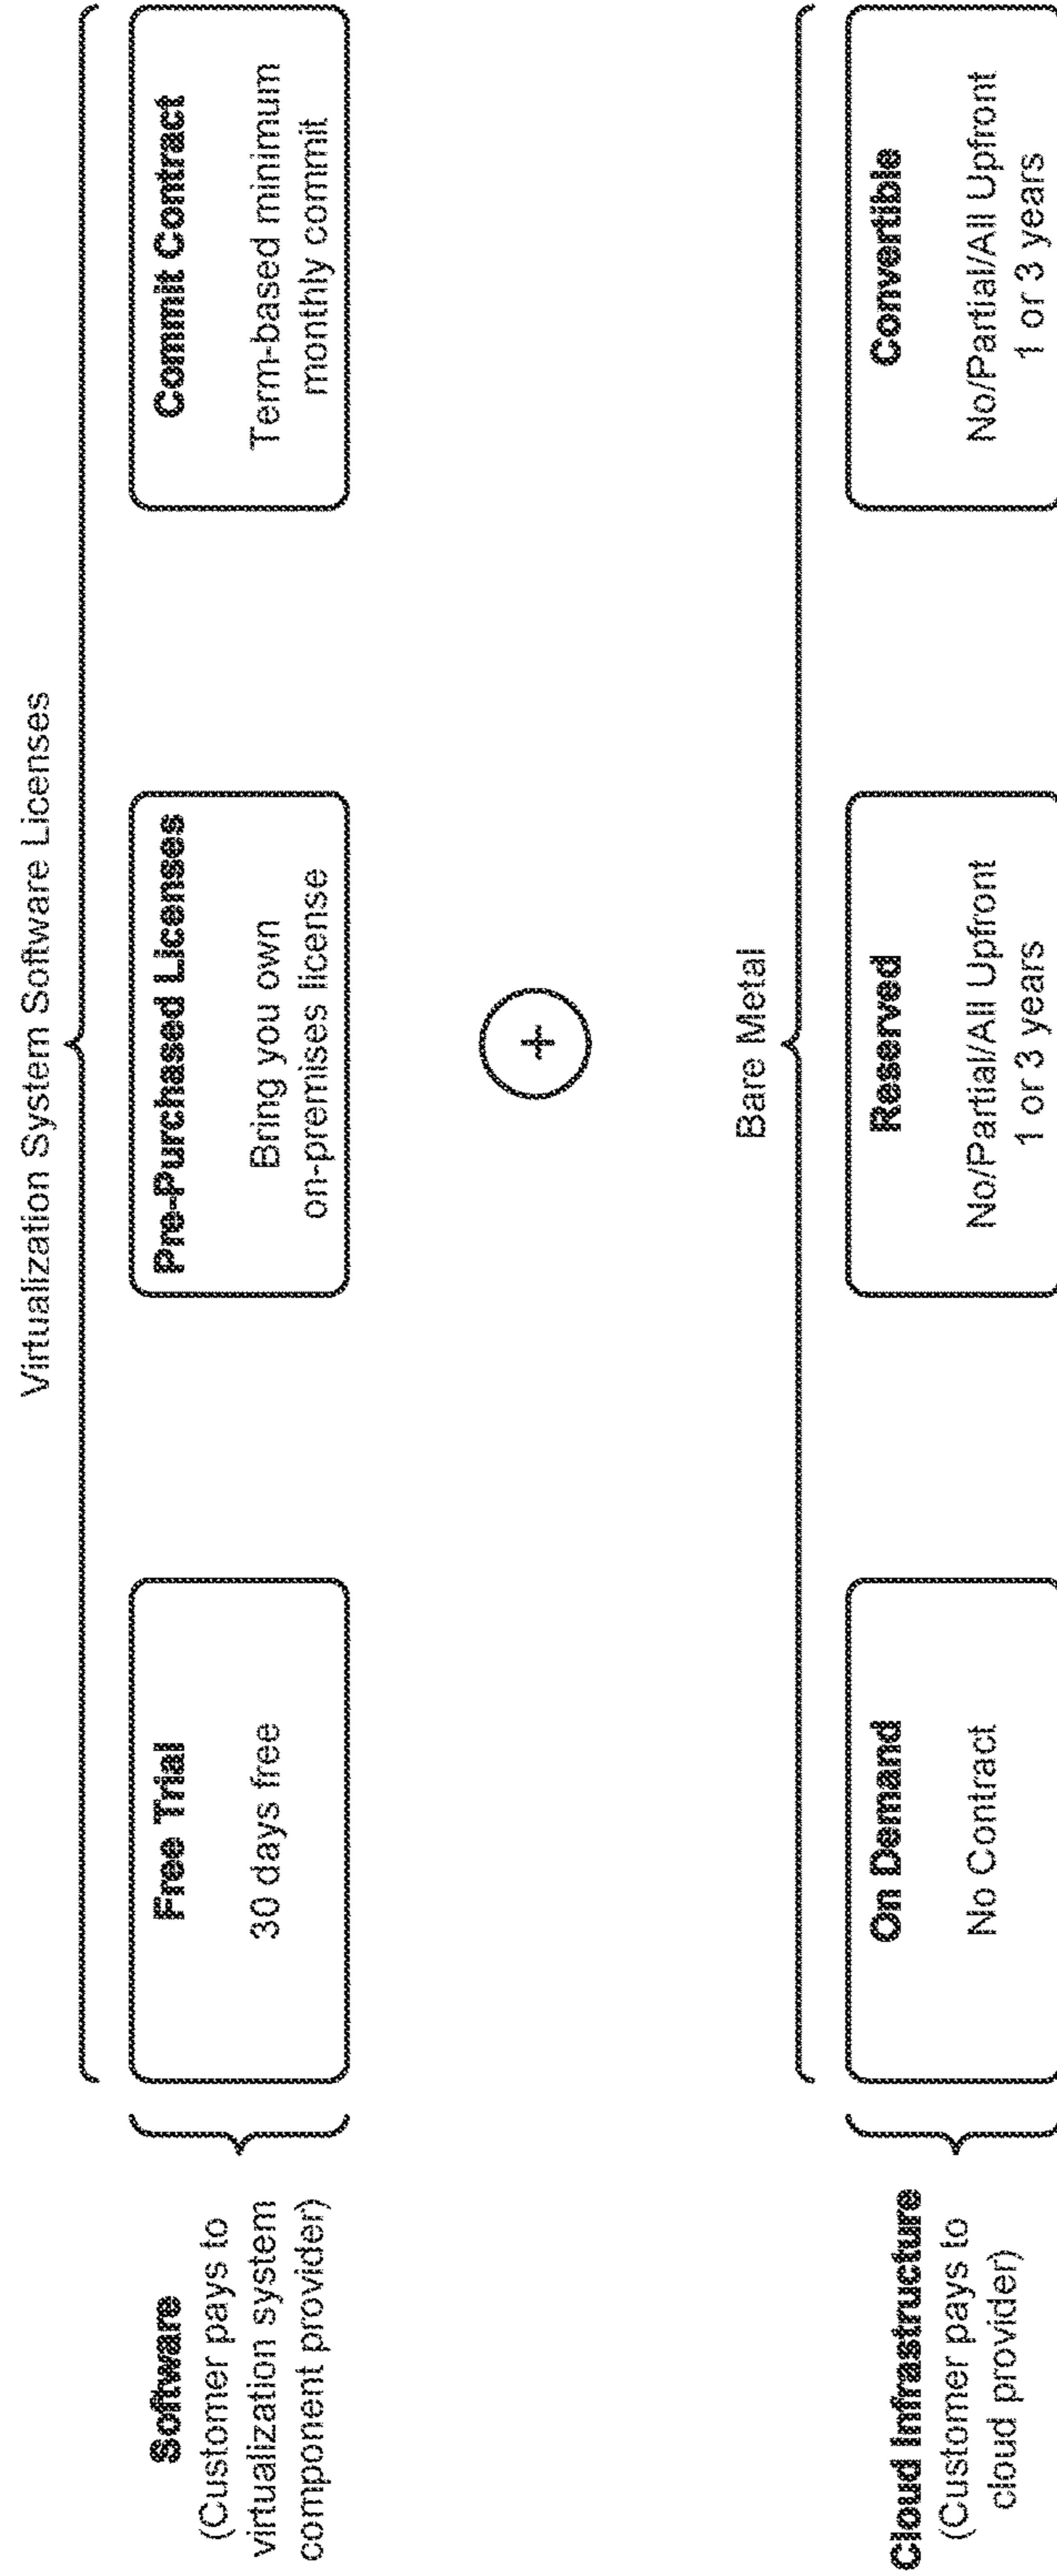 Virtualization System Software Licenses
Software
(Customer pays to
virtualization system
component provider)
Free Trial
30 days free
Pre-Purchased Licenses
Bring you own
on-premises license
Commit Contract
Term-based minimum
monthly commit
+
Bare Metal
Cloud Infrastructure
(Customer pays to
cloud provider)
On Demand
No Contract
Reserved
No/Partial/All Upfront
1 or 3 years
Convertible
No/Partial/All Upfront
1 or 3 years